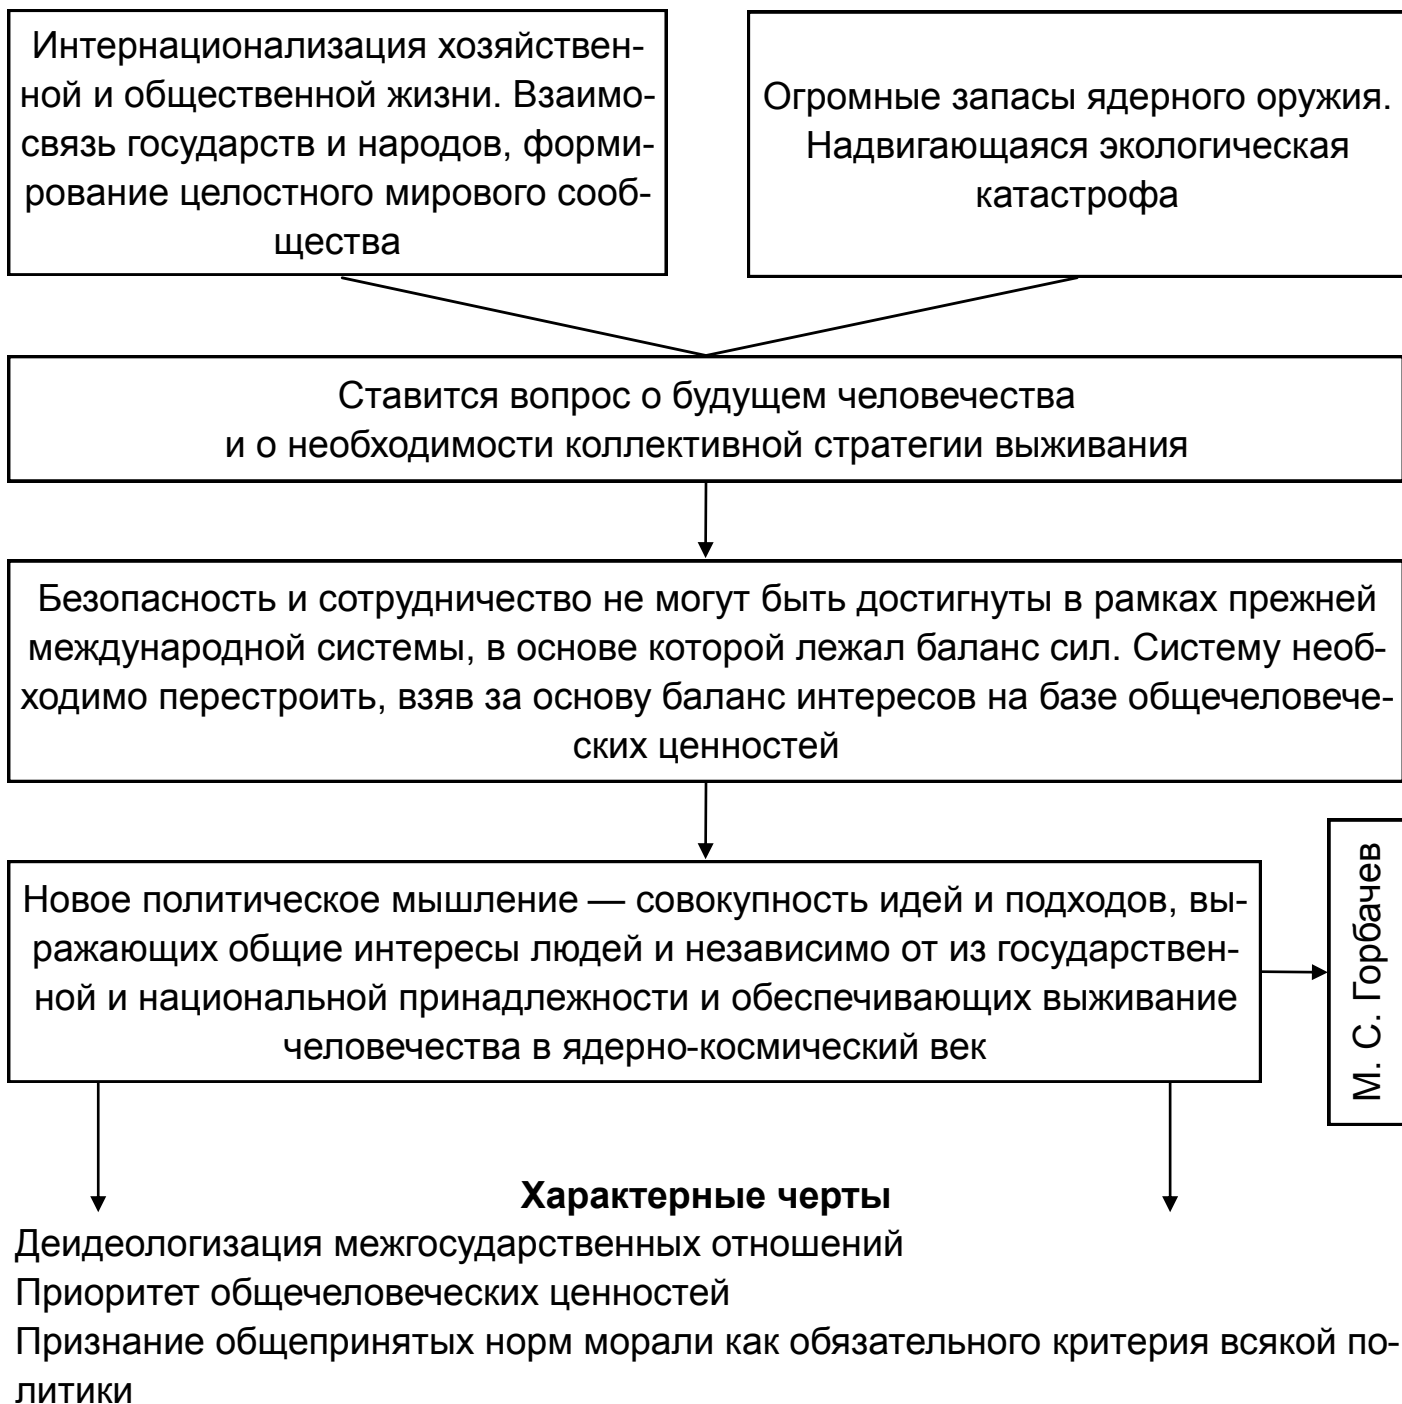 Интернационализация хозяйствен-
ной и общественной жизни. Взаимо-
связь государств и народов, форми-
рование целостного мирового сооб-
щества
Огромные запасы ядерного оружия.
Надвигающаяся экологическая
катастрофа
Ставится вопрос о будущем человечества
и о необходимости коллективной стратегии выживания
Безопасность и сотрудничество не могут быть достигнуты в рамках прежней
международной системы, в основе которой лежал баланс сил. Систему необ-
ходимо перестроить, взяв за основу баланс интересов на базе общечеловече-
ских ценностей
Новое политическое мышление — совокупность идей и подходов, вы-
ражающих общие интересы людей и независимо от из государствен-
ной и национальной принадлежности и обеспечивающих выживание
человечества в ядерно-космический век
М. С. Горбачев
Характерные черты
Деидеологизация межгосударственных отношений
Приоритет общечеловеческих ценностей
Признание общепринятых норм морали как обязательного критерия всякой по-
литики